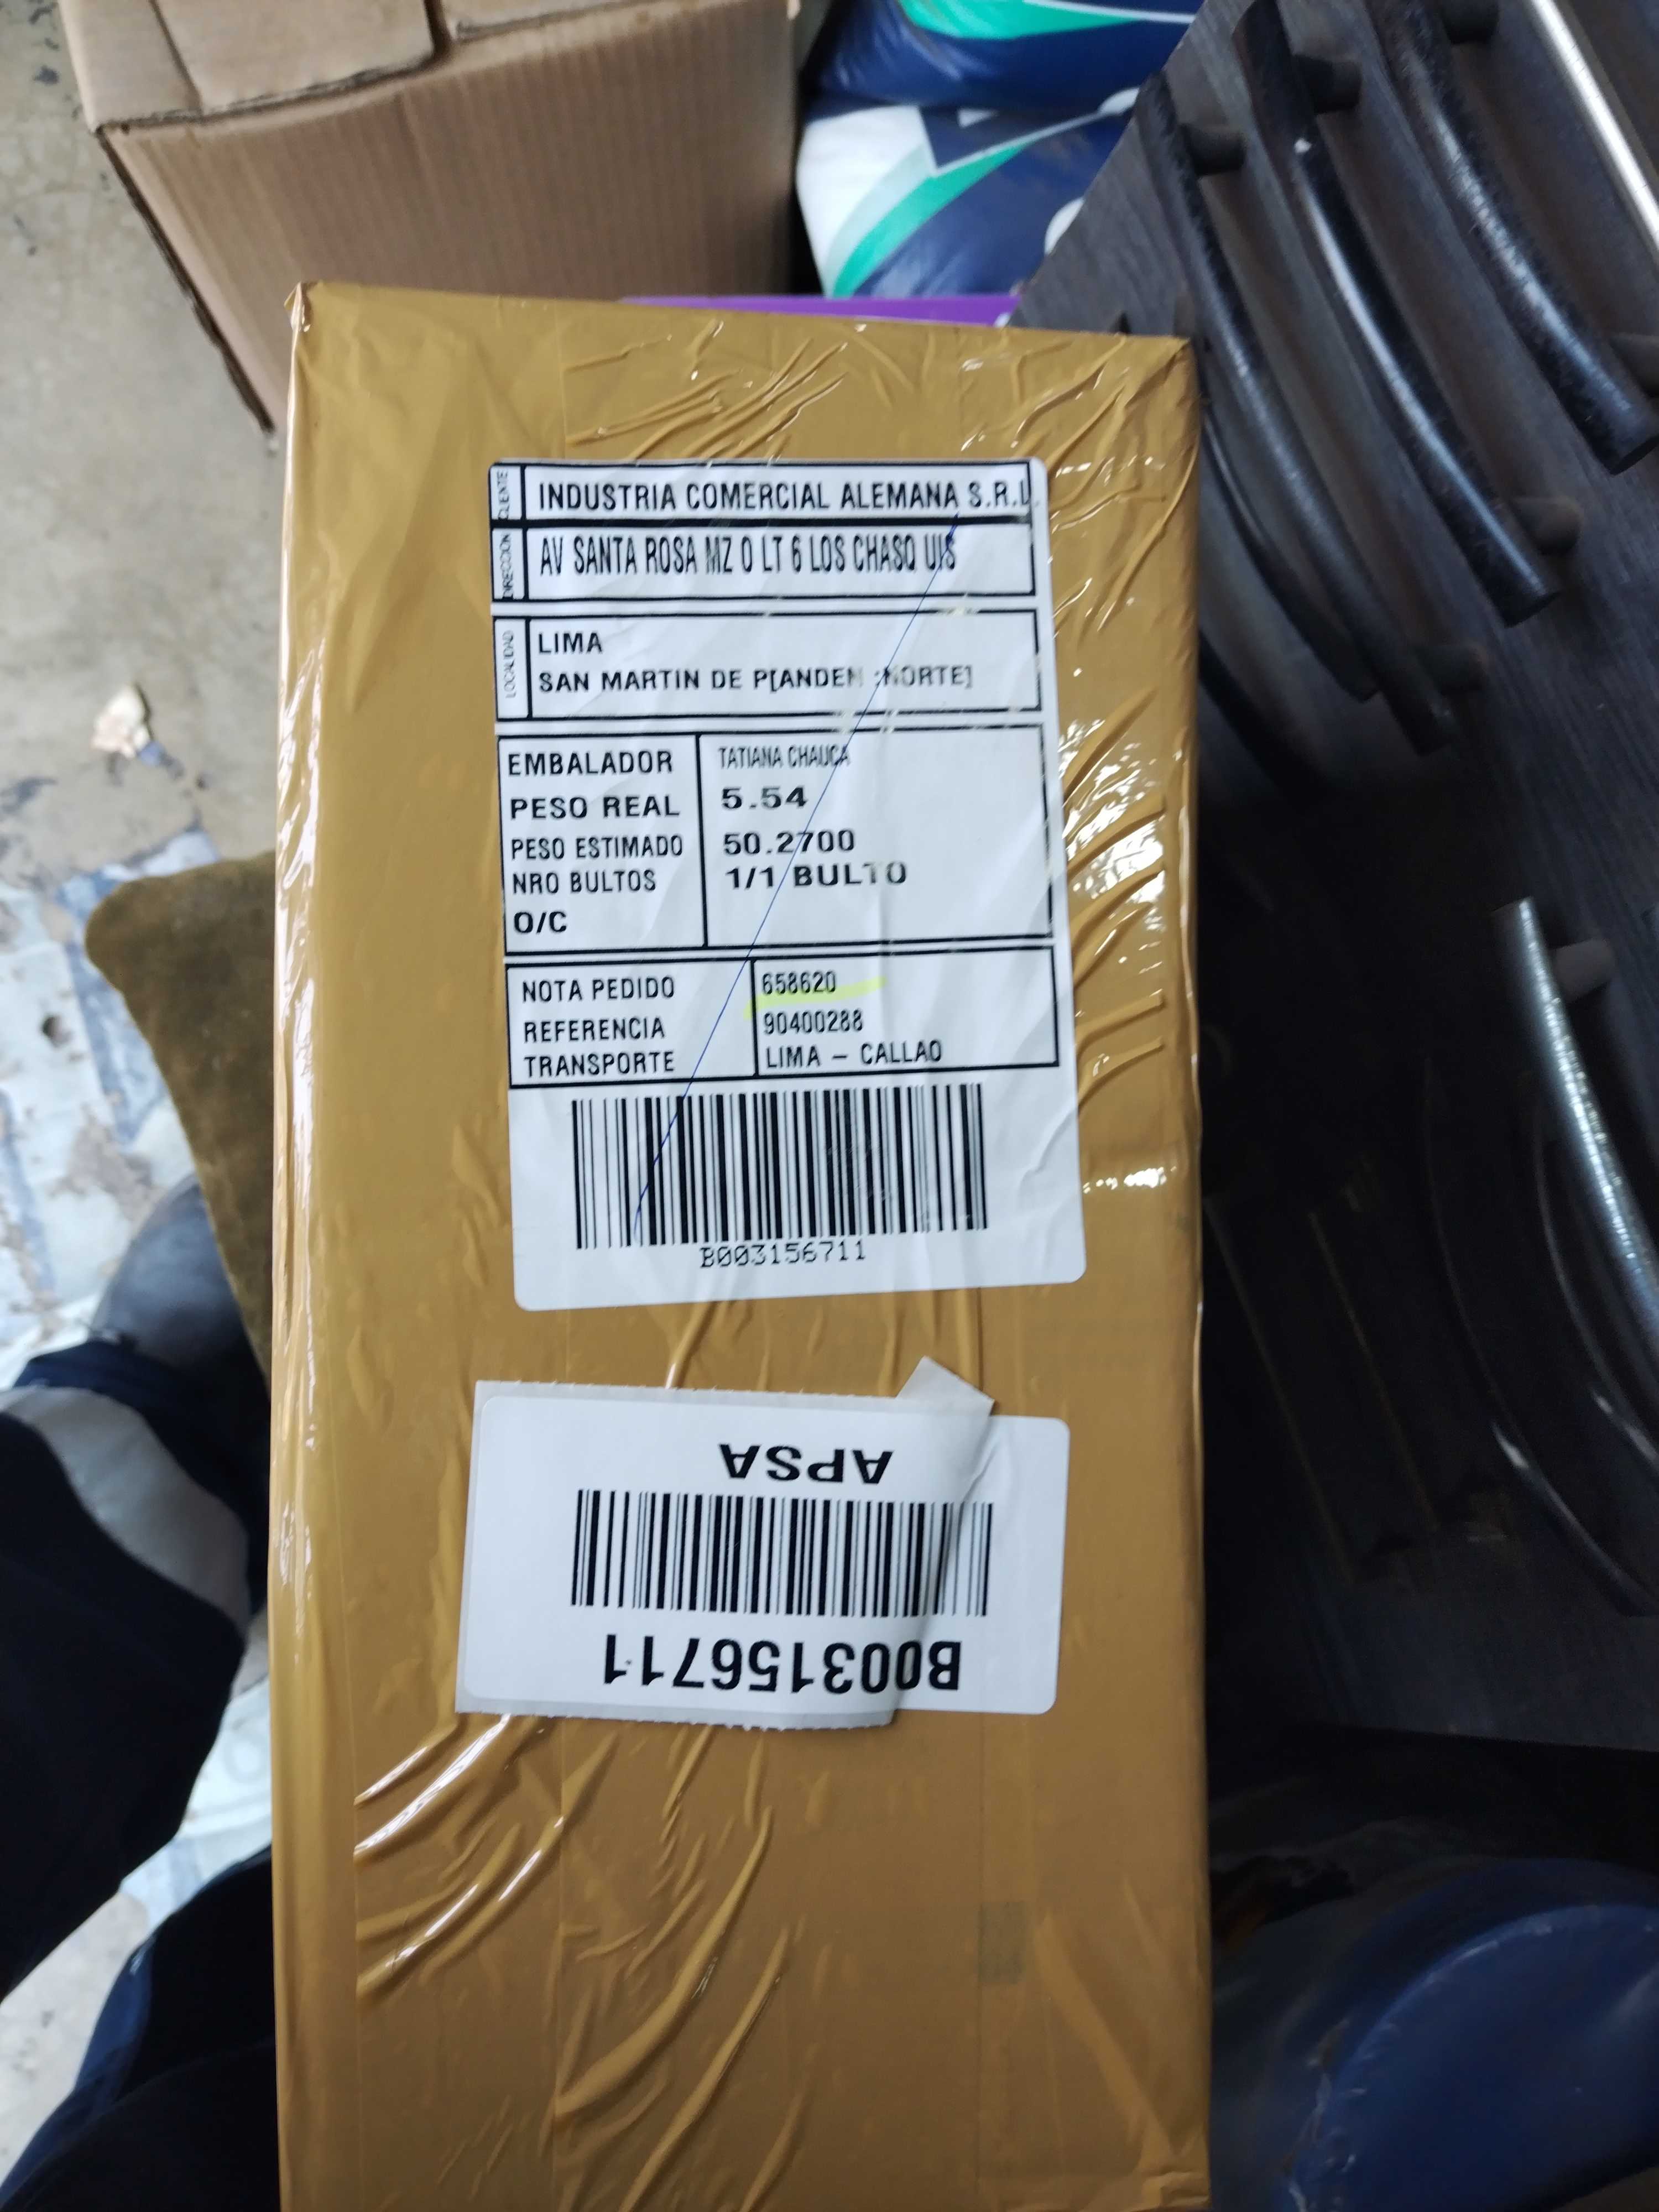 CLIENTE
INDUSTRIA COMERCIAL ALEMANA S.R.L.
DIRECCION
AV SANTA ROSA MZ O LT 6 LOS CHASQ UIS
LOCALIDAD
LIMA
SAN MARTIN DE P[ANDEN :NORTE]
EMBALADOR TATIANA CHAUCA
PESO REAL 5.54
PESO ESTIMADO 50.2700
NRO BULTOS 1/1 BULTO
O/C
NOTA PEDIDO 658620
REFERENCIA 90400288
TRANSPORTE LIMA – CALLAO
B003156711
APSA
B003156711